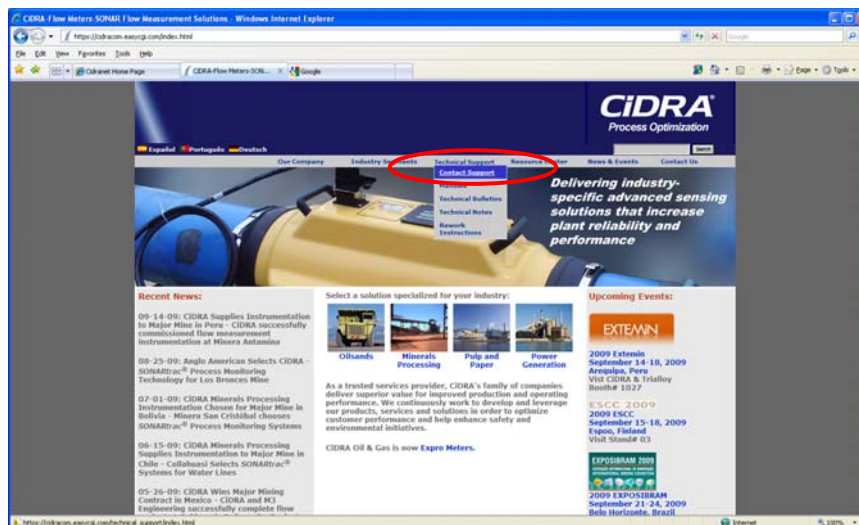 CiDRA-Flow Meters-SONAR Flow Measurement Solutions - Windows Internet Explorer
https://cidracom.easycgi.com/index.html
Google
File Edit View Favorites Tools Help
Cidranet Home Page
CiDRA-Flow Meters-SON...
Google
Page Tools
CiDRA
Process Optimization
Español Português Deutsch
Search
Our Company Industry Segments Technical Support Resource Center News & Events Contact Us
Contact Support
Manuals
Technical Bulletins
Technical Notes
Rework
Instructions
Delivering industry-
specific advanced sensing
solutions that increase
plant reliability and
performance
Recent News:
09-14-09: CiDRA Supplies Instrumentation
to Major Mine in Peru - CiDRA successfully
commissioned flow measurement
instrumentation at Minera Antamina
08-25-09: Anglo American Selects CiDRA -
SONARtrac® Process Monitoring
Technology for Los Bronces Mine
07-01-09: CiDRA Minerals Processing
Instrumentation Chosen for Major Mine in
Bolivia - Minera San Cristóbal chooses
SONARtrac® Process Monitoring Systems
06-15-09: CiDRA Minerals Processing
Supplies Instrumentation to Major Mine in
Chile - Collahuasi Selects SONARtrac®
Systems for Water Lines
05-26-09: CiDRA Wins Major Mining
Contract in Mexico - CiDRA and M3
Engineering successfully complete flow
Select a solution specialized for your industry:
Oilsands
Minerals
Processing
Pulp and
Paper
Power
Generation
As a trusted services provider, CiDRA's family of companies
deliver superior value for improved production and operating
performance. We continuously work to develop and leverage
our products, services and solutions in order to optimize
customer performance and help enhance safety and
environmental initiatives.
CiDRA Oil & Gas is now Expro Meters.
Upcoming Events:
EXTEMIN
2009 Extemin
September 14-18, 2009
Arequipa, Peru
Vist CiDRA & Trialloy
Booth# 1027
ESCC 2009
2009 ESCC
September 15-18, 2009
Espoo, Finland
Visit Stand# 03
EXPOSIBRAM 2009
2009 EXPOSIBRAM
September 21-24, 2009
Belo Horizonte, Brazil
https://cidracom.easycgi.com/technical_support/index.html
Internet
100%